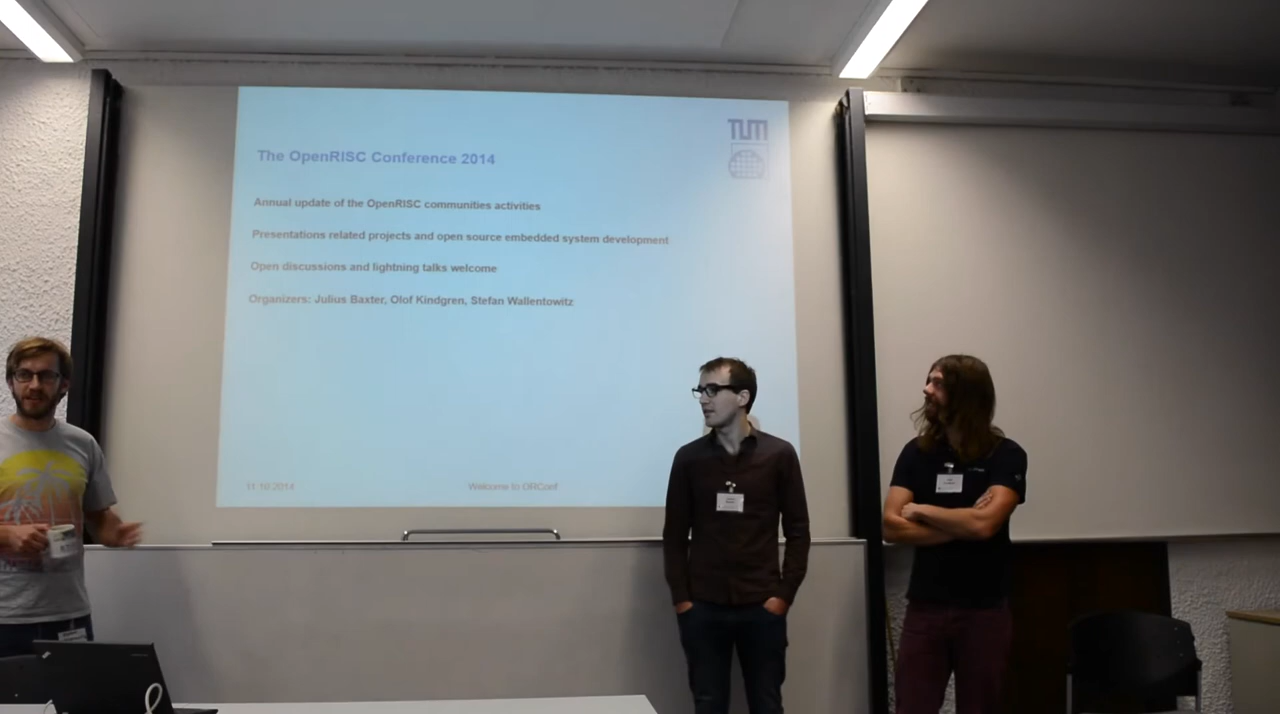 TUM
The OpenRISC Conference 2014
Annual update of the OpenRISC communities activities
Presentations related projects and open source embedded system development
Open discussions and lightning talks welcome
Organizers: Julius Baxter, Olof Kindgren, Stefan Wallentowitz
11.10.2014
Welcome to ORConf